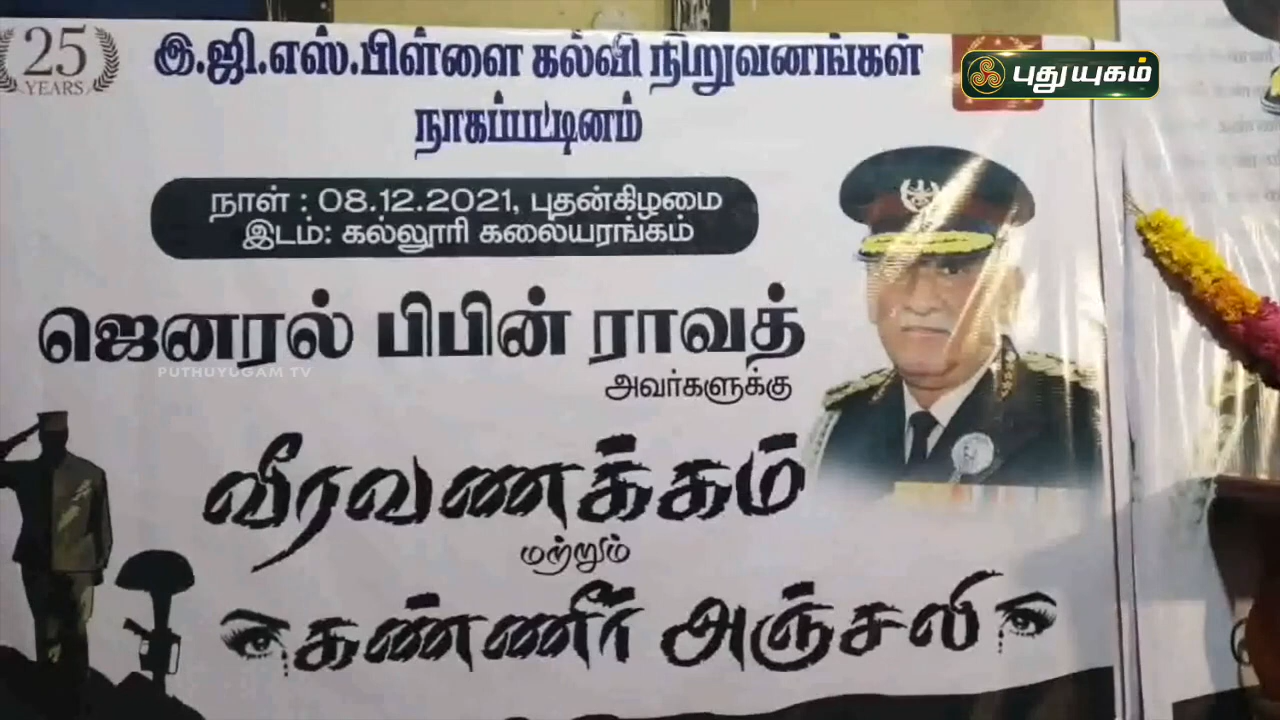 25
YEARS
இ.ஜி.எஸ்.பிள்ளை கல்வி நிறுவனங்கள்
நாகப்பட்டினம்
புதுயுகம்
நாள் : 08.12.2021, புதன்கிழமை
இடம்: கல்லூரி கலையரங்கம்
ஜெனரல் பிபின் ராவத்
PUTHUYUGAM TV
அவர்களுக்கு
வீரவணக்கம்
மற்றும்
கண்ணீர் அஞ்சலி